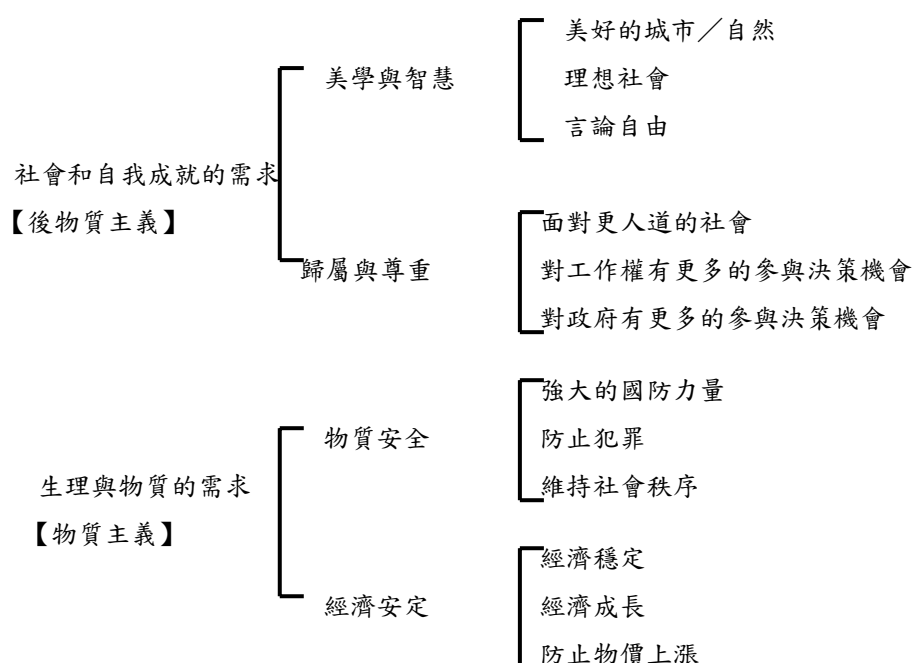 美好的城市／自然
美學與智慧
理想社會
言論自由
社會和自我成就的需求
【後物質主義】
面對更人道的社會
歸屬與尊重
對工作權有更多的參與決策機會
對政府有更多的參與決策機會
強大的國防力量
物質安全
防止犯罪
維持社會秩序
生理與物質的需求
【物質主義】
經濟穩定
經濟安定
經濟成長
防止物價上漲